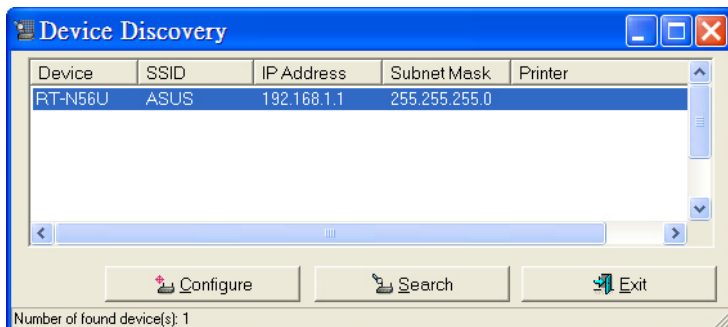 Device Discovery
Device SSID IP Address Subnet Mask Printer
RT-N56U ASUS 192.168.1.1 255.255.255.0
Configure Search Exit
Number of found device(s): 1